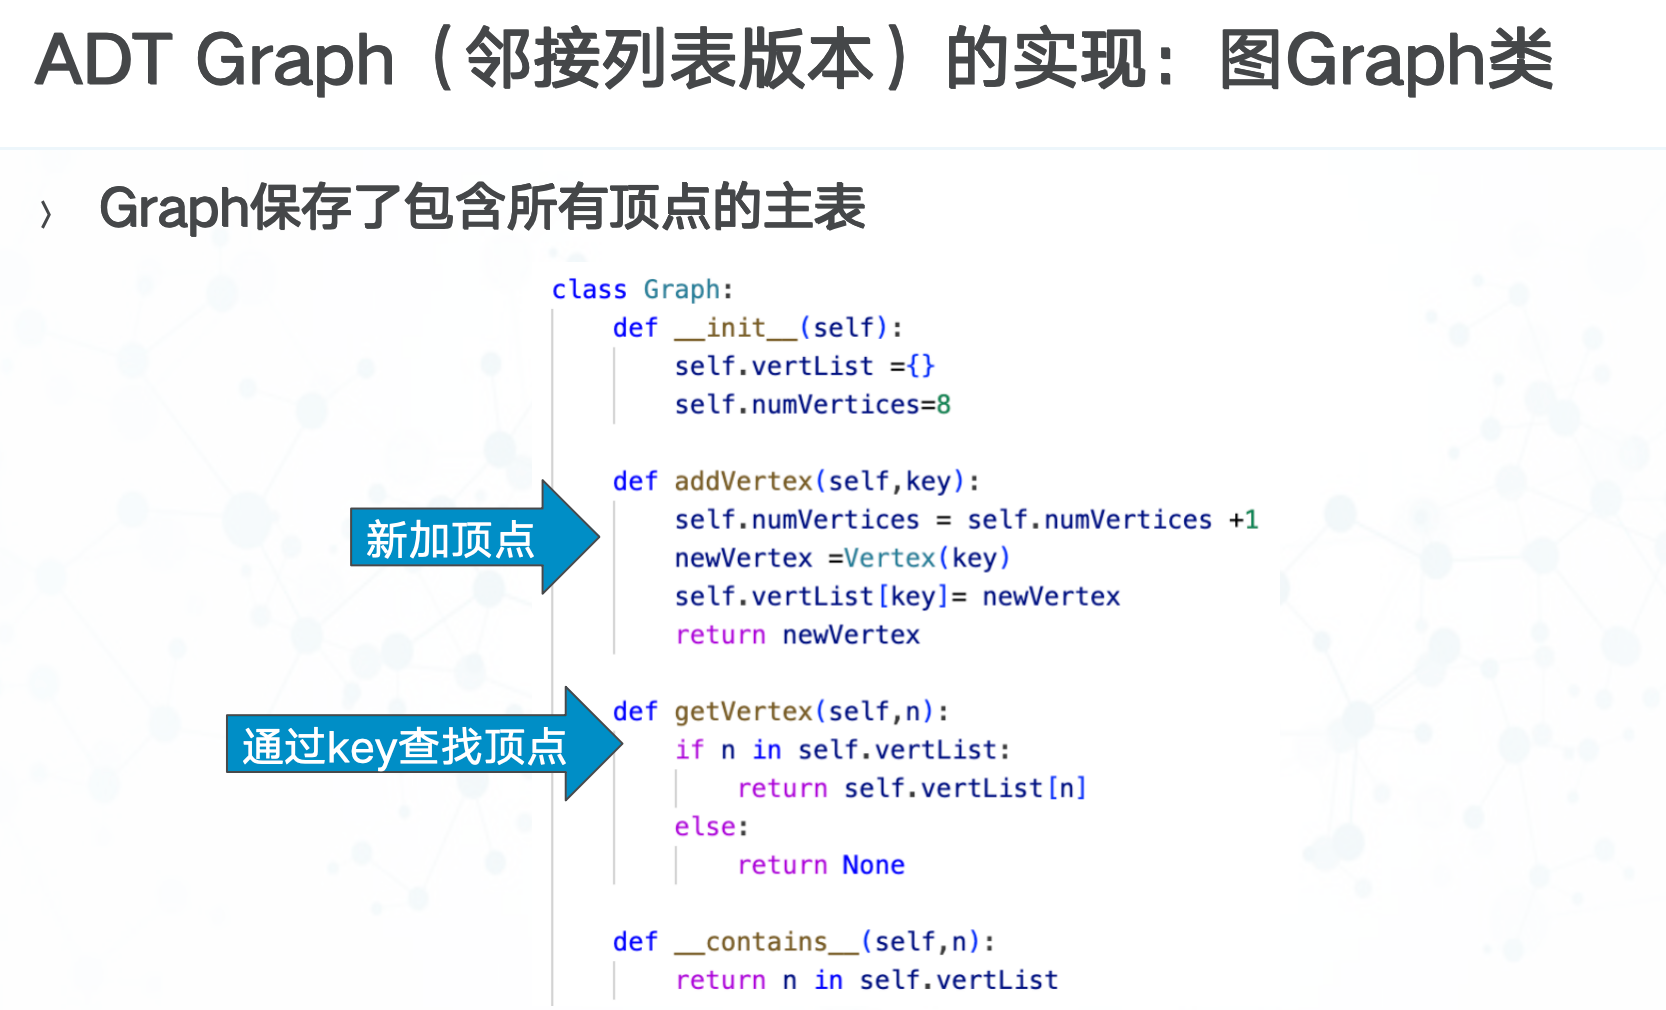 ADT Graph（邻接列表版本）的实现：图Graph类
› Graph保存了包含所有顶点的主表
class Graph:
    def __init__(self):
        self.vertList ={}
        self.numVertices=8
    def addVertex(self,key):
        self.numVertices = self.numVertices +1
新加顶点
        newVertex =Vertex(key)
        self.vertList[key]= newVertex
        return newVertex
    def getVertex(self,n):
通过key查找顶点
        if n in self.vertList:
            return self.vertList[n]
        else:
            return None
    def __contains__(self,n):
        return n in self.vertList